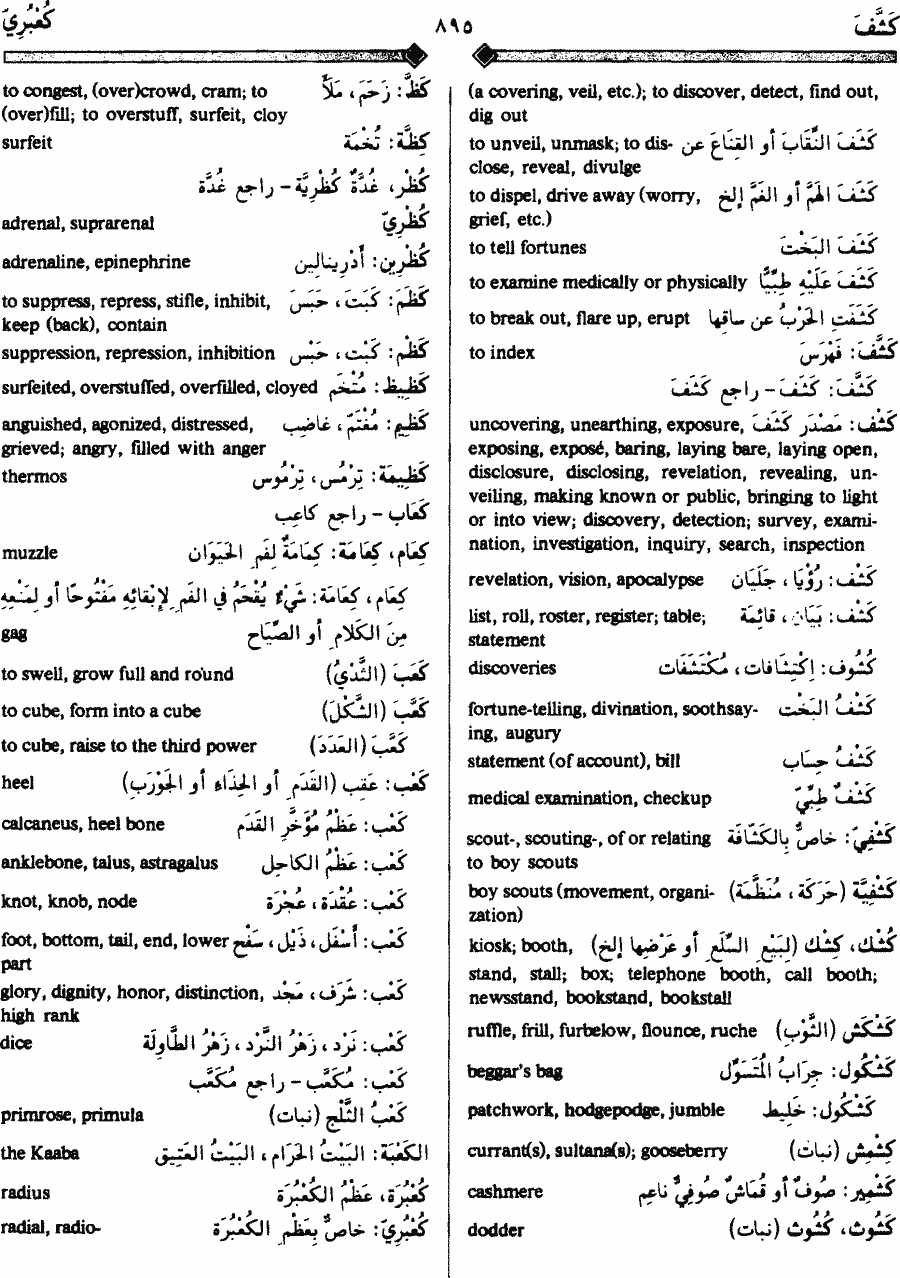 كَشَّفَ
٨٩٥
كُعْبُرِيّ
(a covering, veil, etc.); to discover, detect, find out,
dig out
to unveil, unmask; to dis- كَشَفَ النِّقَابَ أو القِنَاعَ عن
close, reveal, divulge
to dispel, drive away (worry, كَشَفَ الهَمَّ أو الغَمَّ إلخ
grief, etc.)
to tell fortunes كَشَفَ البَخْتَ
to examine medically or physically كَشَفَ عَلَيْهِ طِبِّيًّا
to break out, flare up, erupt كَشَفَتِ الحَرْبُ عن ساقِها
to index كَشَّفَ: فَهْرَسَ
كَشَّفَ: كَشَفَ - راجع كَشَفَ
uncovering, unearthing, exposure, كَشْف: مَصْدَر كَشَفَ
exposing, exposé, baring, laying bare, laying open,
disclosure, disclosing, revelation, revealing, un-
veiling, making known or public, bringing to light
or into view; discovery, detection; survey, exami-
nation, investigation, inquiry, search, inspection
revelation, vision, apocalypse كَشْف: رُؤْيا، جَلَيَان
list, roll, roster, register; table; كَشْف: بَيَان، قائِمَة
statement
discoveries كُشُوف: اِكْتِشَافات، مُكْتَشَفَات
fortune-telling, divination, soothsay- كَشْفُ البَخْت
ing, augury
statement (of account), bill كَشْفُ حِسَاب
medical examination, checkup كَشْفٌ طِبِّيّ
scout-, scouting-, of or relating كَشْفِيّ: خاصٌّ بِالكَشَّافَة
to boy scouts
boy scouts (movement, organi- كَشْفِيَّة (حَرَكَة، مُنَظَّمَة)
zation)
kiosk; booth, كُشْك، كِشْك (لِبَيْعِ السِّلَعِ أو عَرْضِها إلخ)
stand, stall; box; telephone booth, call booth;
newsstand, bookstand, bookstall
ruffle, frill, furbelow, flounce, ruche كَشْكَش (الثَّوْب)
beggar's bag كَشْكُول: جِرَابُ المُتَسَوِّل
patchwork, hodgepodge, jumble كَشْكُول: خَلِيط
currant(s), sultana(s); gooseberry كِشْمِش (نبات)
cashmere كَشْمِير: صُوفٌ أو قُمَاشٌ صُوفِيٌّ ناعِم
dodder كَشُوث، كُشُوث (نبات)
to congest, (over)crowd, cram; to كَظَّ: زَحَمَ، مَلأَ
(over)fill; to overstuff, surfeit, cloy
surfeit كِظَّة: تُخْمَة
كُظْر، غُدَّةٌ كُظْرِيَّة - راجع غُدَّة
adrenal, suprarenal كُظْرِيّ
adrenaline, epinephrine كُظْرِين: أَدْرِينالِين
to suppress, repress, stifle, inhibit, كَظَمَ: كَبَتَ، حَبَسَ
keep (back), contain
suppression, repression, inhibition كَظْم: كَبْت، حَبْس
surfeited, overstuffed, overfilled, cloyed كَظِيظ: مُتْخَم
anguished, agonized, distressed, كَظِيم: مُغْتَمّ، غاضِب
grieved; angry, filled with anger
thermos كَظِيمَة: تِرْمُس، تِرْمُوس
كَعَاب - راجع كاعِب
muzzle كِعَام، كِعَامَة: كِمَامَةٌ لِفَمِ الحَيَوَان
كِعَام، كِعَامَة: شَيْءٌ يُقْحَمُ في الفَمِ لإِبْقائِهِ مَفْتُوحًا أو لِمَنْعِهِ
gag مِنَ الكَلامِ أو الصِّيَاح
to swell, grow full and round كَعَبَ (الثَّدْيُ)
to cube, form into a cube كَعَّبَ (الشَّكْلَ)
to cube, raise to the third power كَعَّبَ (العَدَدَ)
heel كَعْب: عَقِب (القَدَمِ أو الحِذَاءِ أو الجَوْرَبِ)
calcaneus, heel bone كَعْب: عَظْمُ مُؤَخَّرِ القَدَم
anklebone, talus, astragalus كَعْب: عَظْمُ الكاحِل
knot, knob, node كَعْب: عُقْدَة، عُجْرَة
foot, bottom, tail, end, lower كَعْب: أَسْفَل، ذَيْل، سَفْح
part
glory, dignity, honor, distinction, كَعْب: شَرَف، مَجْد
high rank
dice كَعْب: نَرْد، زَهْرُ النَّرْد، زَهْرُ الطَّاوِلَة
كَعْب: مُكَعَّب - راجع مُكَعَّب
primrose, primula كَعْبُ الثَّلْج (نبات)
the Kaaba الكَعْبَة: البَيْتُ الحَرَام، البَيْتُ العَتِيق
radius كُعْبُرَة، عَظْمُ الكُعْبُرَة
radial, radio- كُعْبُرِيّ: خاصٌّ بِعَظْمِ الكُعْبُرَة